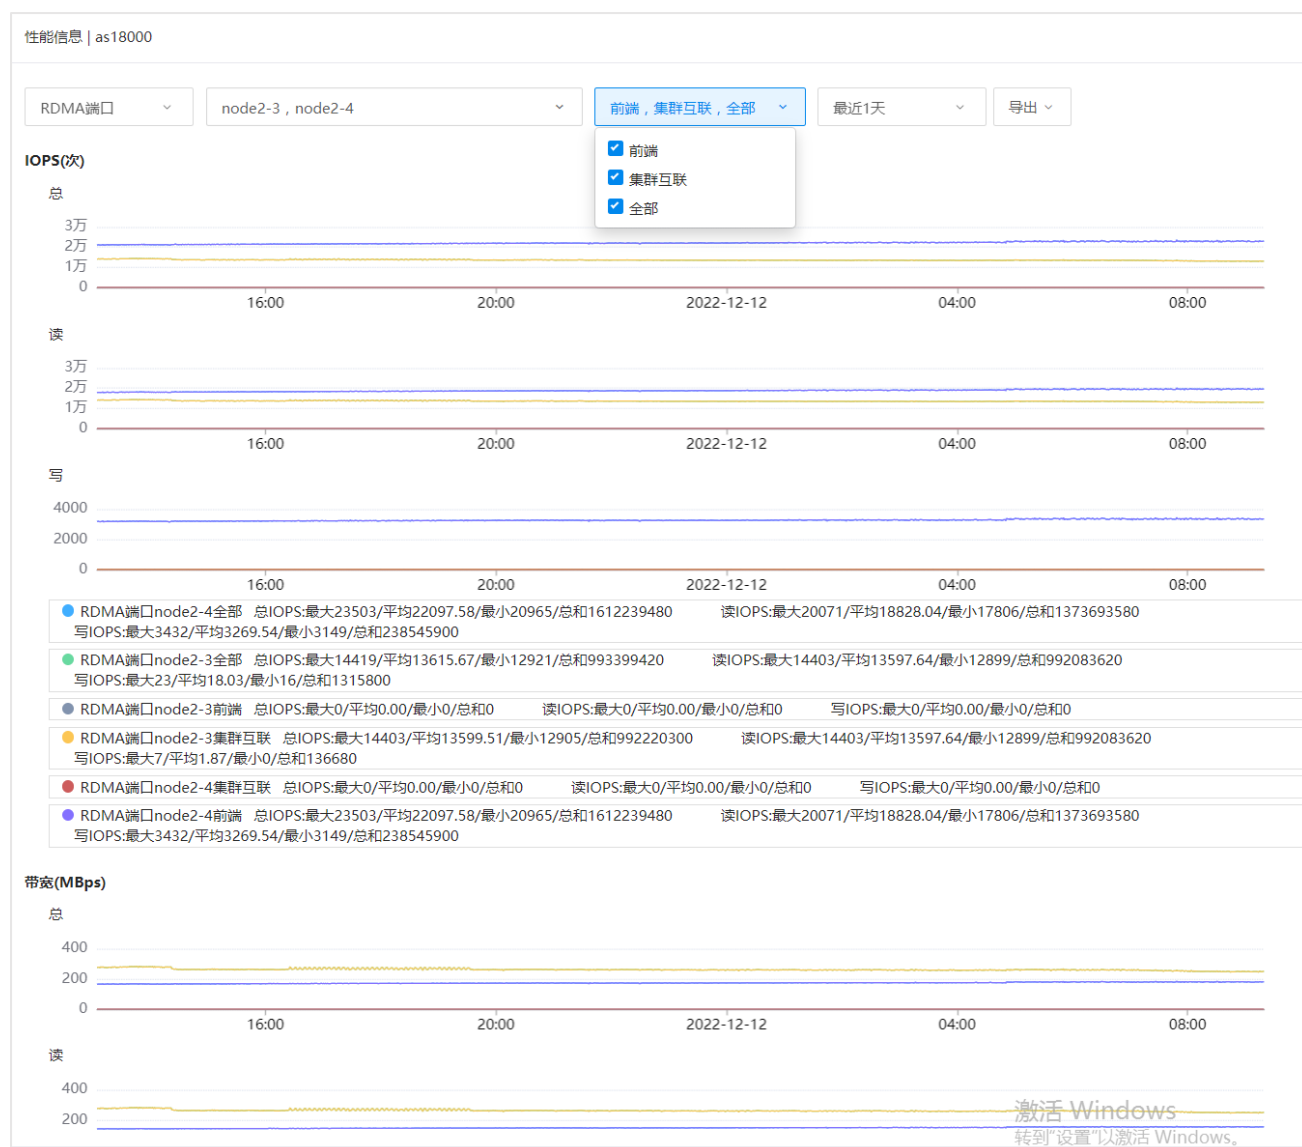 性能信息 | as18000
RDMA端口 node2-3，node2-4 前端，集群互联，全部 最近1天 导出
前端
集群互联
全部
IOPS(次)
总
3万
2万
1万
0
16:00 20:00 2022-12-12 04:00 08:00
读
3万
2万
1万
0
16:00 20:00 2022-12-12 04:00 08:00
写
4000
2000
0
16:00 20:00 2022-12-12 04:00 08:00
RDMA端口node2-4全部 总IOPS:最大23503/平均22097.58/最小20965/总和1612239480 读IOPS:最大20071/平均18828.04/最小17806/总和1373693580
写IOPS:最大3432/平均3269.54/最小3149/总和238545900
RDMA端口node2-3全部 总IOPS:最大14419/平均13615.67/最小12921/总和993399420 读IOPS:最大14403/平均13597.64/最小12899/总和992083620
写IOPS:最大23/平均18.03/最小16/总和1315800
RDMA端口node2-3前端 总IOPS:最大0/平均0.00/最小0/总和0 读IOPS:最大0/平均0.00/最小0/总和0 写IOPS:最大0/平均0.00/最小0/总和0
RDMA端口node2-3集群互联 总IOPS:最大14403/平均13599.51/最小12905/总和992220300 读IOPS:最大14403/平均13597.64/最小12899/总和992083620
写IOPS:最大7/平均1.87/最小0/总和136680
RDMA端口node2-4集群互联 总IOPS:最大0/平均0.00/最小0/总和0 读IOPS:最大0/平均0.00/最小0/总和0 写IOPS:最大0/平均0.00/最小0/总和0
RDMA端口node2-4前端 总IOPS:最大23503/平均22097.58/最小20965/总和1612239480 读IOPS:最大20071/平均18828.04/最小17806/总和1373693580
写IOPS:最大3432/平均3269.54/最小3149/总和238545900
带宽(MBps)
总
400
200
0
16:00 20:00 2022-12-12 04:00 08:00
读
400
200
激活 Windows
转到"设置"以激活 Windows。